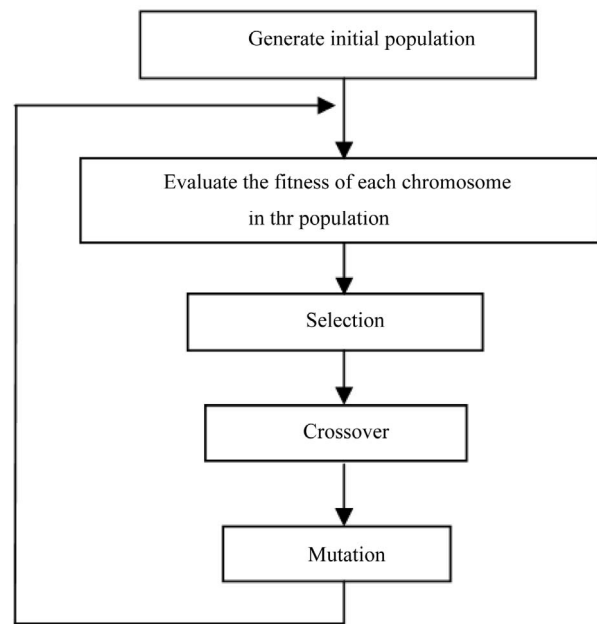 Generate initial population
Evaluate the fitness of each chromosome
in thr population
Selection
Crossover
Mutation